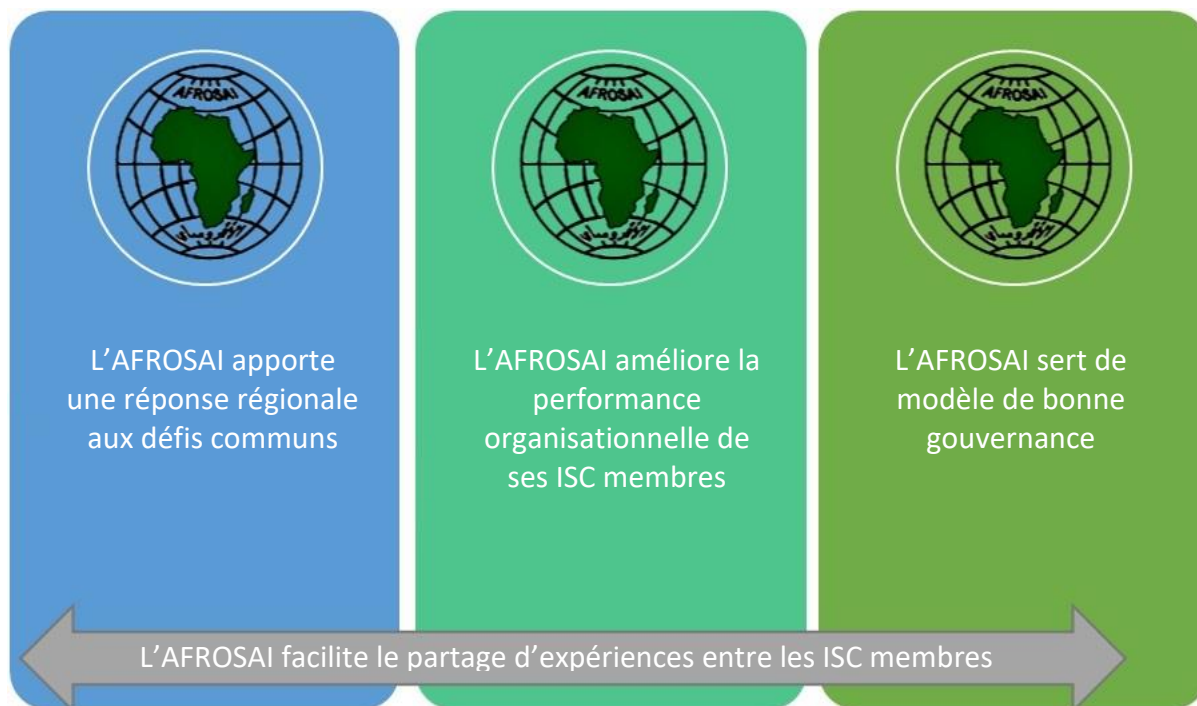 AFROSAI
AFROSAI
AFROSAI
L’AFROSAI apporte
une réponse régionale
aux défis communs
L’AFROSAI améliore la
performance
organisationnelle de
ses ISC membres
L’AFROSAI sert de
modèle de bonne
gouvernance
L’AFROSAI facilite le partage d’expériences entre les ISC membres